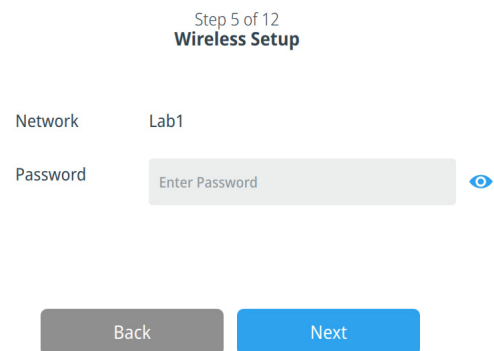 Step 5 of 12
Wireless Setup
Network Lab1
Password Enter Password
Back Next